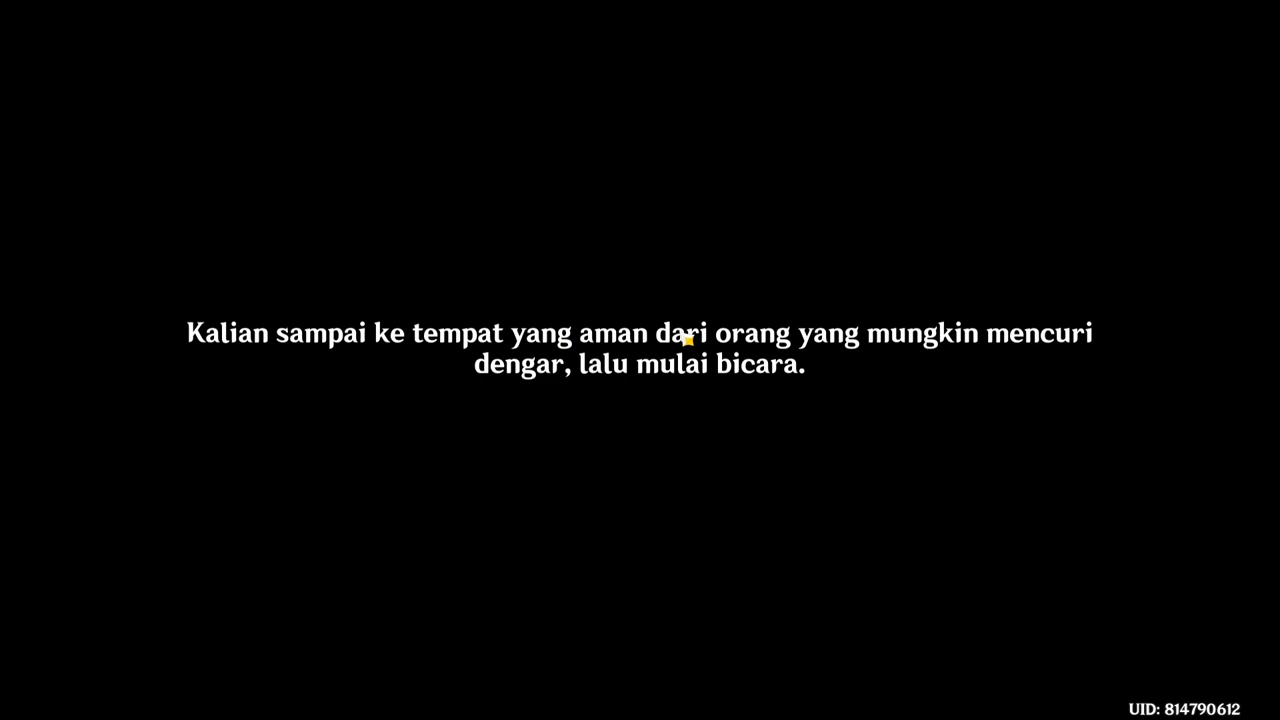 Kalian sampai ke tempat yang aman dari orang yang mungkin mencuri
dengar, lalu mulai bicara.
UID: 814790612